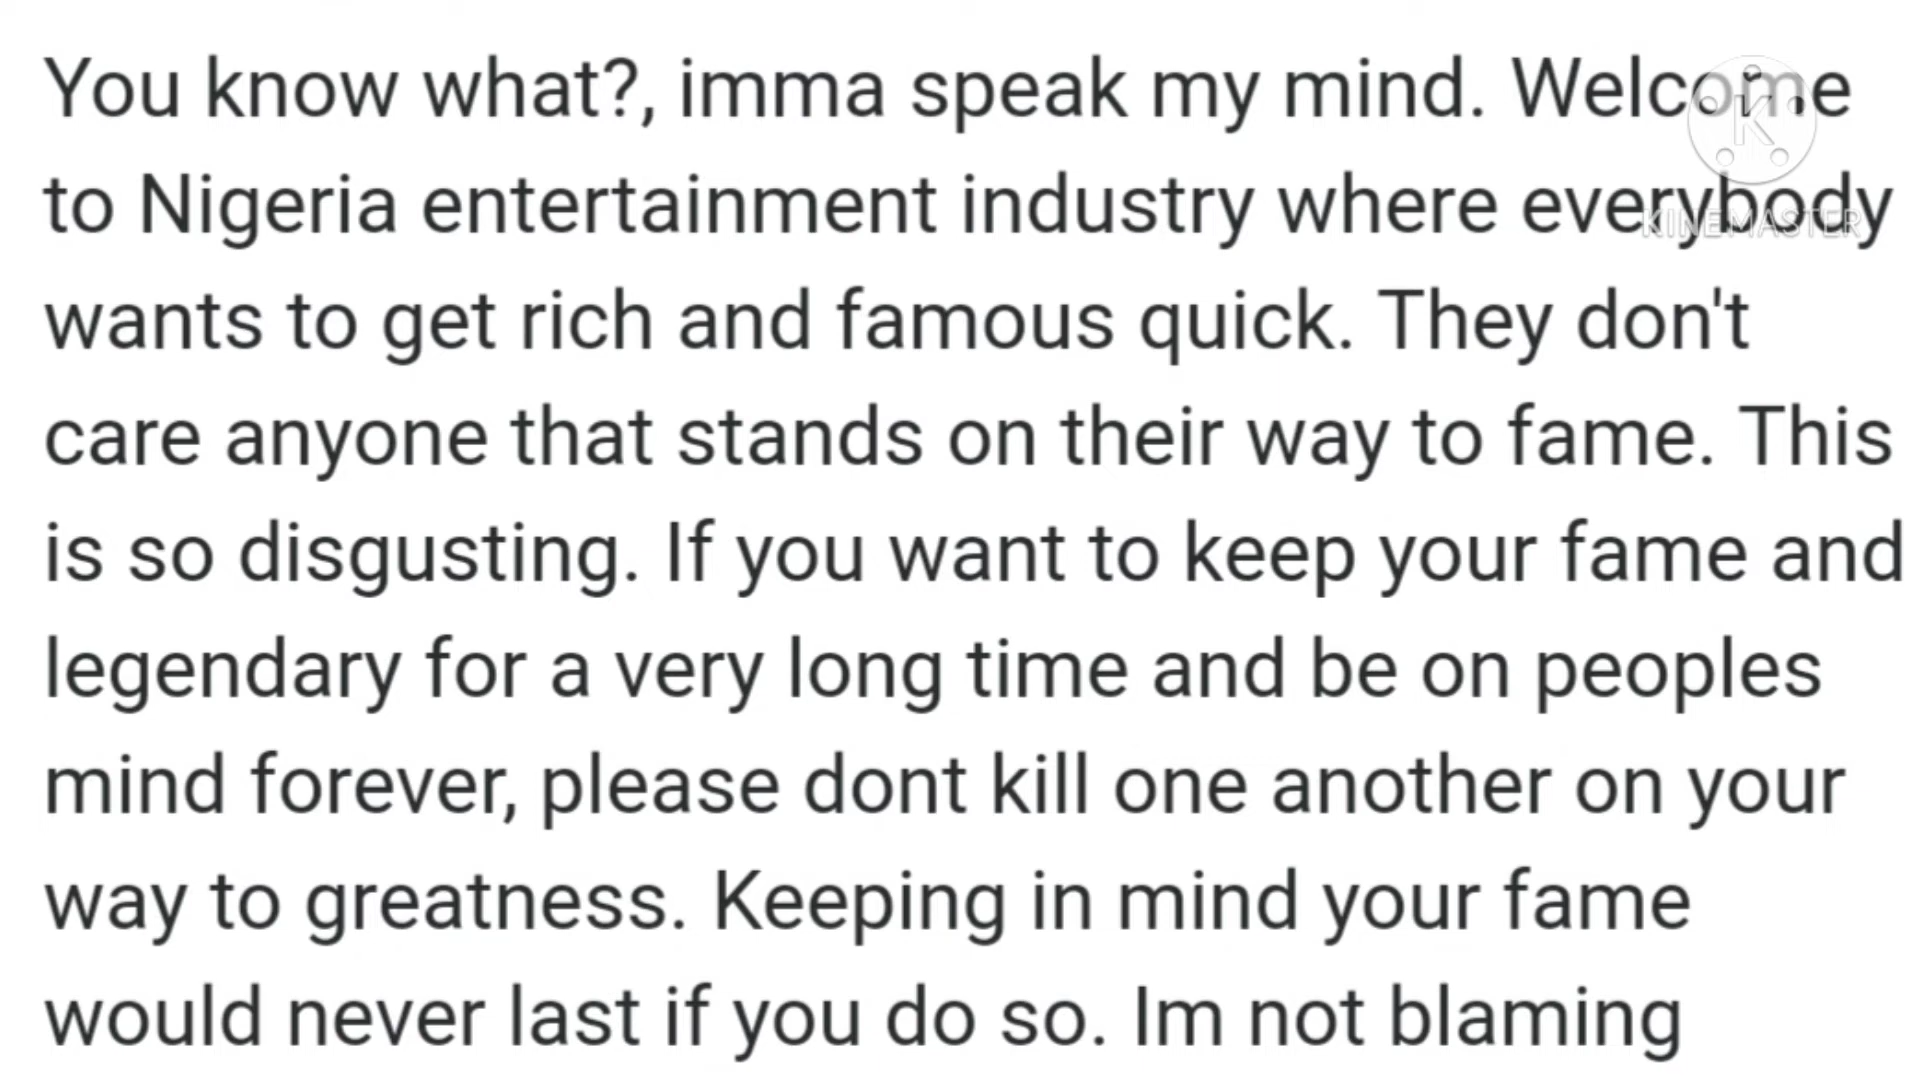 You know what?, imma speak my mind. Welcome
to Nigeria entertainment industry where everybody
wants to get rich and famous quick. They don't
care anyone that stands on their way to fame. This
is so disgusting. If you want to keep your fame and
legendary for a very long time and be on peoples
mind forever, please dont kill one another on your
way to greatness. Keeping in mind your fame
would never last if you do so. Im not blaming
K
KINEMASTER